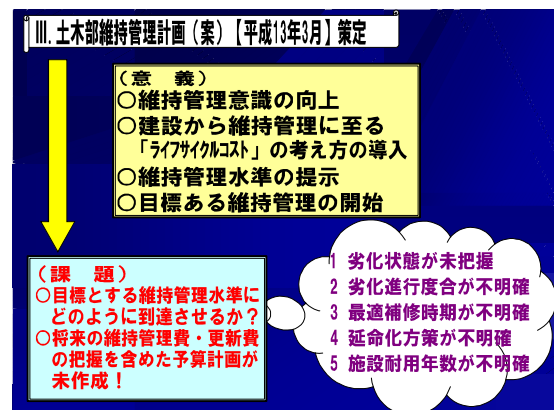 Ⅲ.土木部維持管理計画(案)【平成13年3月】策定
(意 義)
○維持管理意識の向上
○建設から維持管理に至る
「ライフサイクルコスト」の考え方の導入
○維持管理水準の提示
○目標ある維持管理の開始
(課 題)
○目標とする維持管理水準に
どのように到達させるか?
○将来の維持管理費・更新費
の把握を含めた予算計画が
未作成!
1 劣化状態が未把握
2 劣化進行度合が不明確
3 最適補修時期が不明確
4 延命化方策が不明確
5 施設耐用年数が不明確